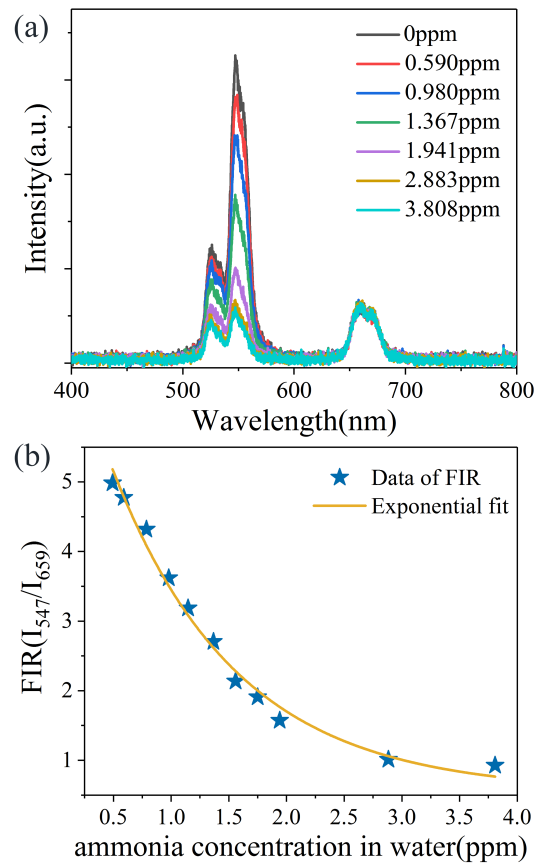 (a)
0ppm
0.590ppm
0.980ppm
1.367ppm
1.941ppm
2.883ppm
3.808ppm
Intensity(a.u.)
400 500 600 700 800
Wavelength(nm)
(b)
Data of FIR
Exponential fit
5
4
3
2
1
FIR(I₅₄₇/I₆₅₉)
0.5 1.0 1.5 2.0 2.5 3.0 3.5 4.0
ammonia concentration in water(ppm)